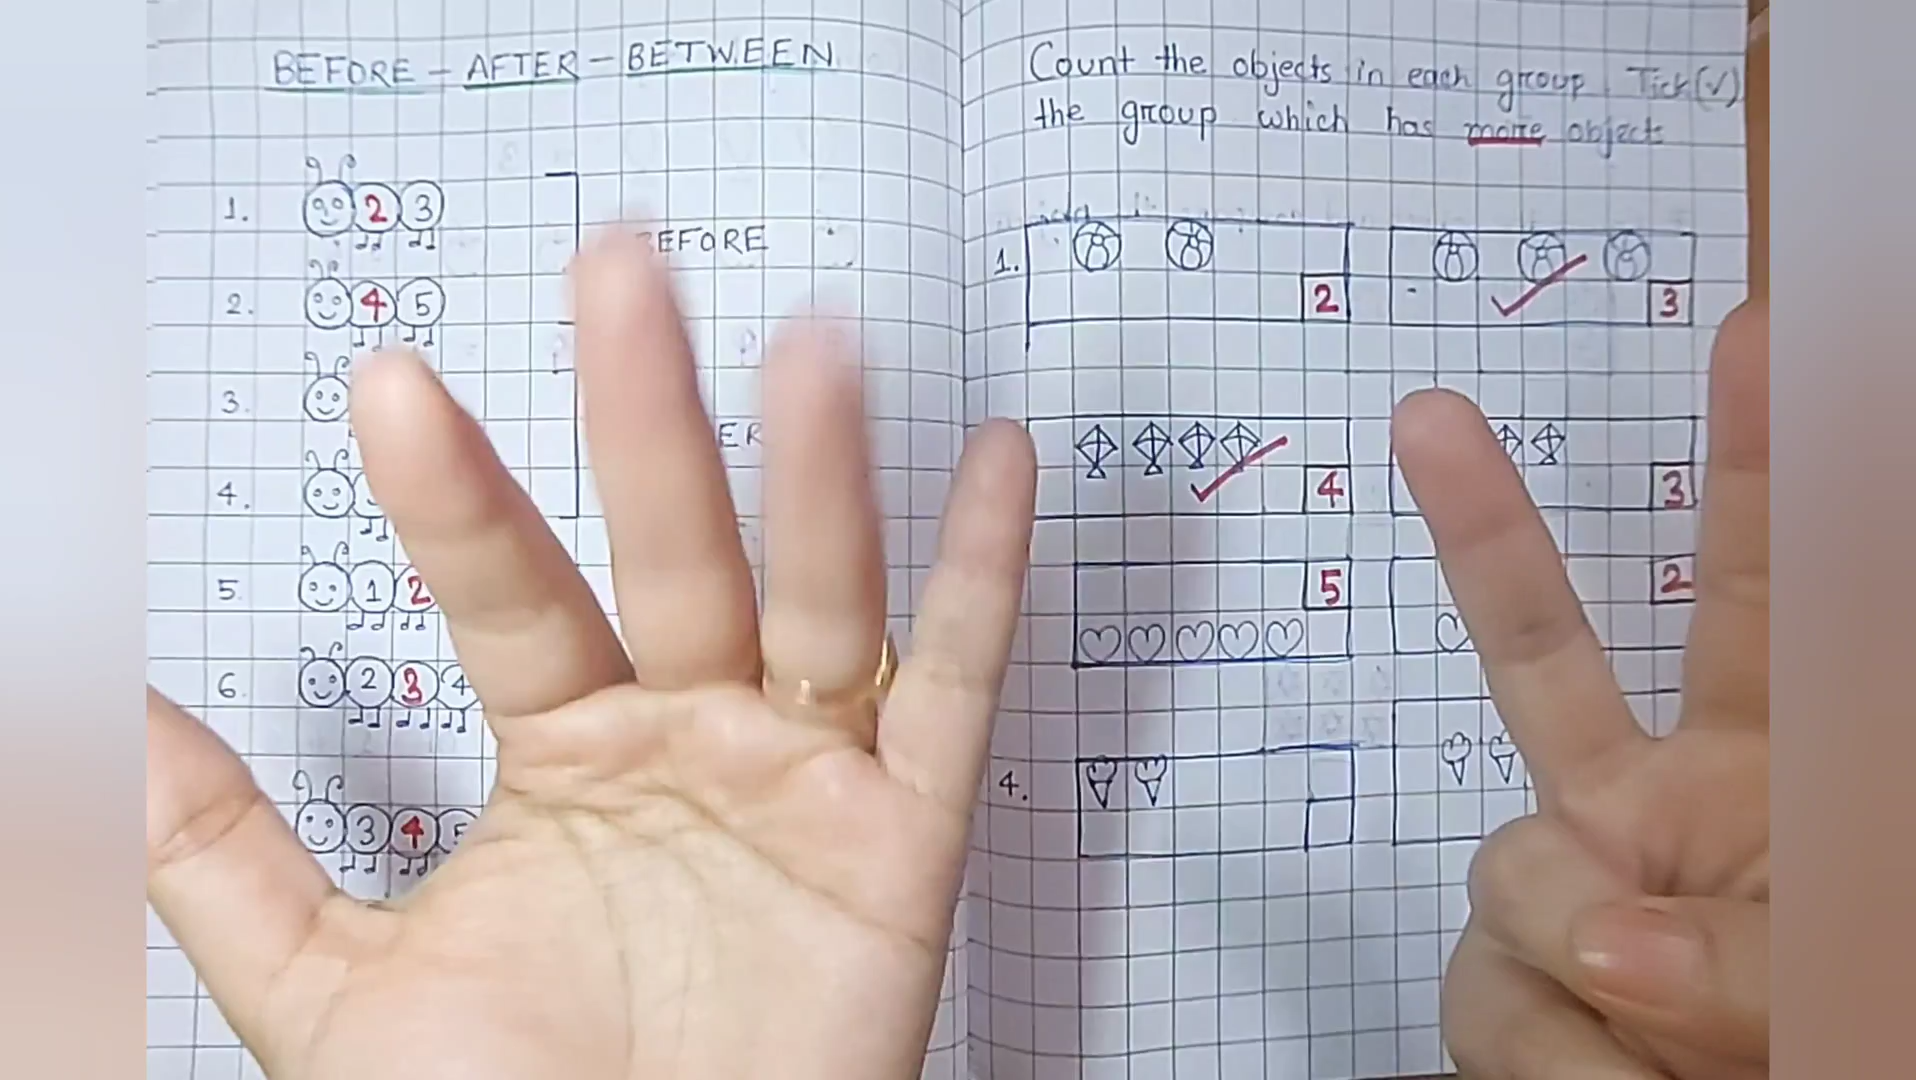 BEFORE - AFTER - BETWEEN
1. 2 3
2. 4 5
BEFORE
3.
4.
5. 1 2
6. 2 3 4
3 4 5
Count the objects in each group. Tick (✓)
the group which has more object
1. 2 3
4 3
5 2
4.